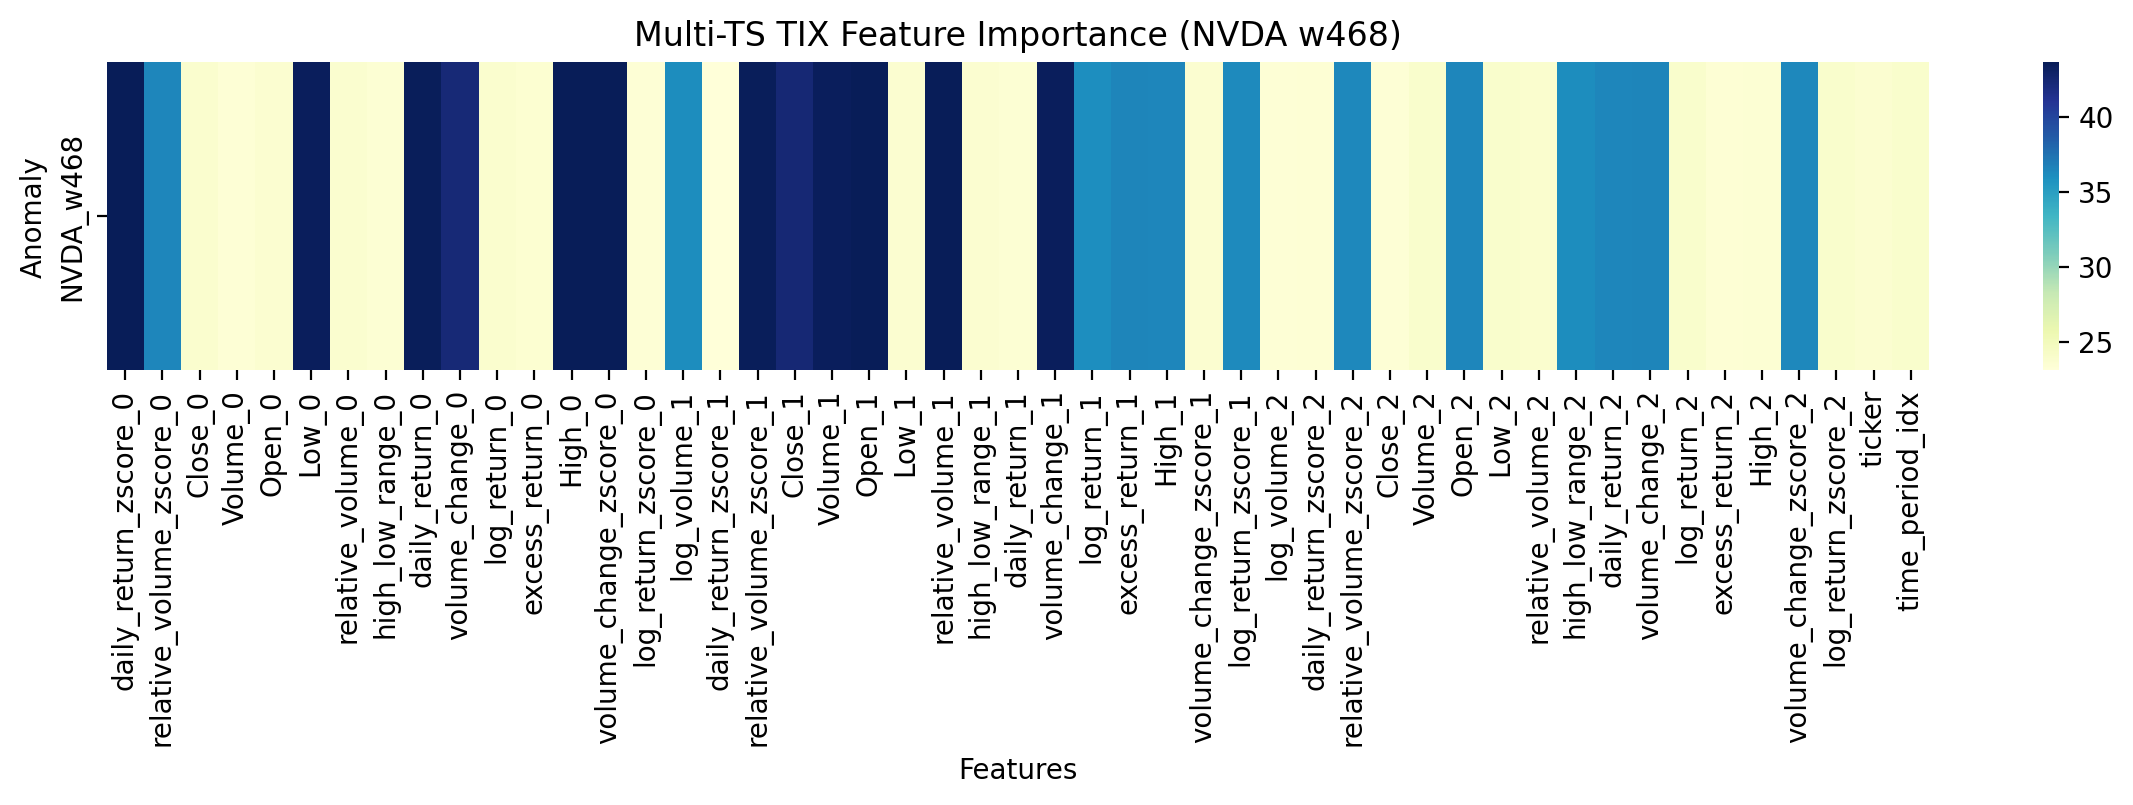 Multi-TS TIX Feature Importance (NVDA w468)
Anomaly
NVDA_w468
40
35
30
25
daily_return_zscore_0
relative_volume_zscore_0
Close_0
Volume_0
Open_0
Low_0
relative_volume_0
high_low_range_0
daily_return_0
volume_change_0
log_return_0
excess_return_0
High_0
volume_change_zscore_0
log_return_zscore_0
log_volume_1
daily_return_zscore_1
relative_volume_zscore_1
Close_1
Volume_1
Open_1
Low_1
relative_volume_1
high_low_range_1
daily_return_1
volume_change_1
log_return_1
excess_return_1
High_1
volume_change_zscore_1
log_return_zscore_1
log_volume_2
daily_return_zscore_2
relative_volume_zscore_2
Close_2
Volume_2
Open_2
Low_2
relative_volume_2
high_low_range_2
daily_return_2
volume_change_2
log_return_2
excess_return_2
High_2
volume_change_zscore_2
log_return_zscore_2
ticker
time_period_idx
Features